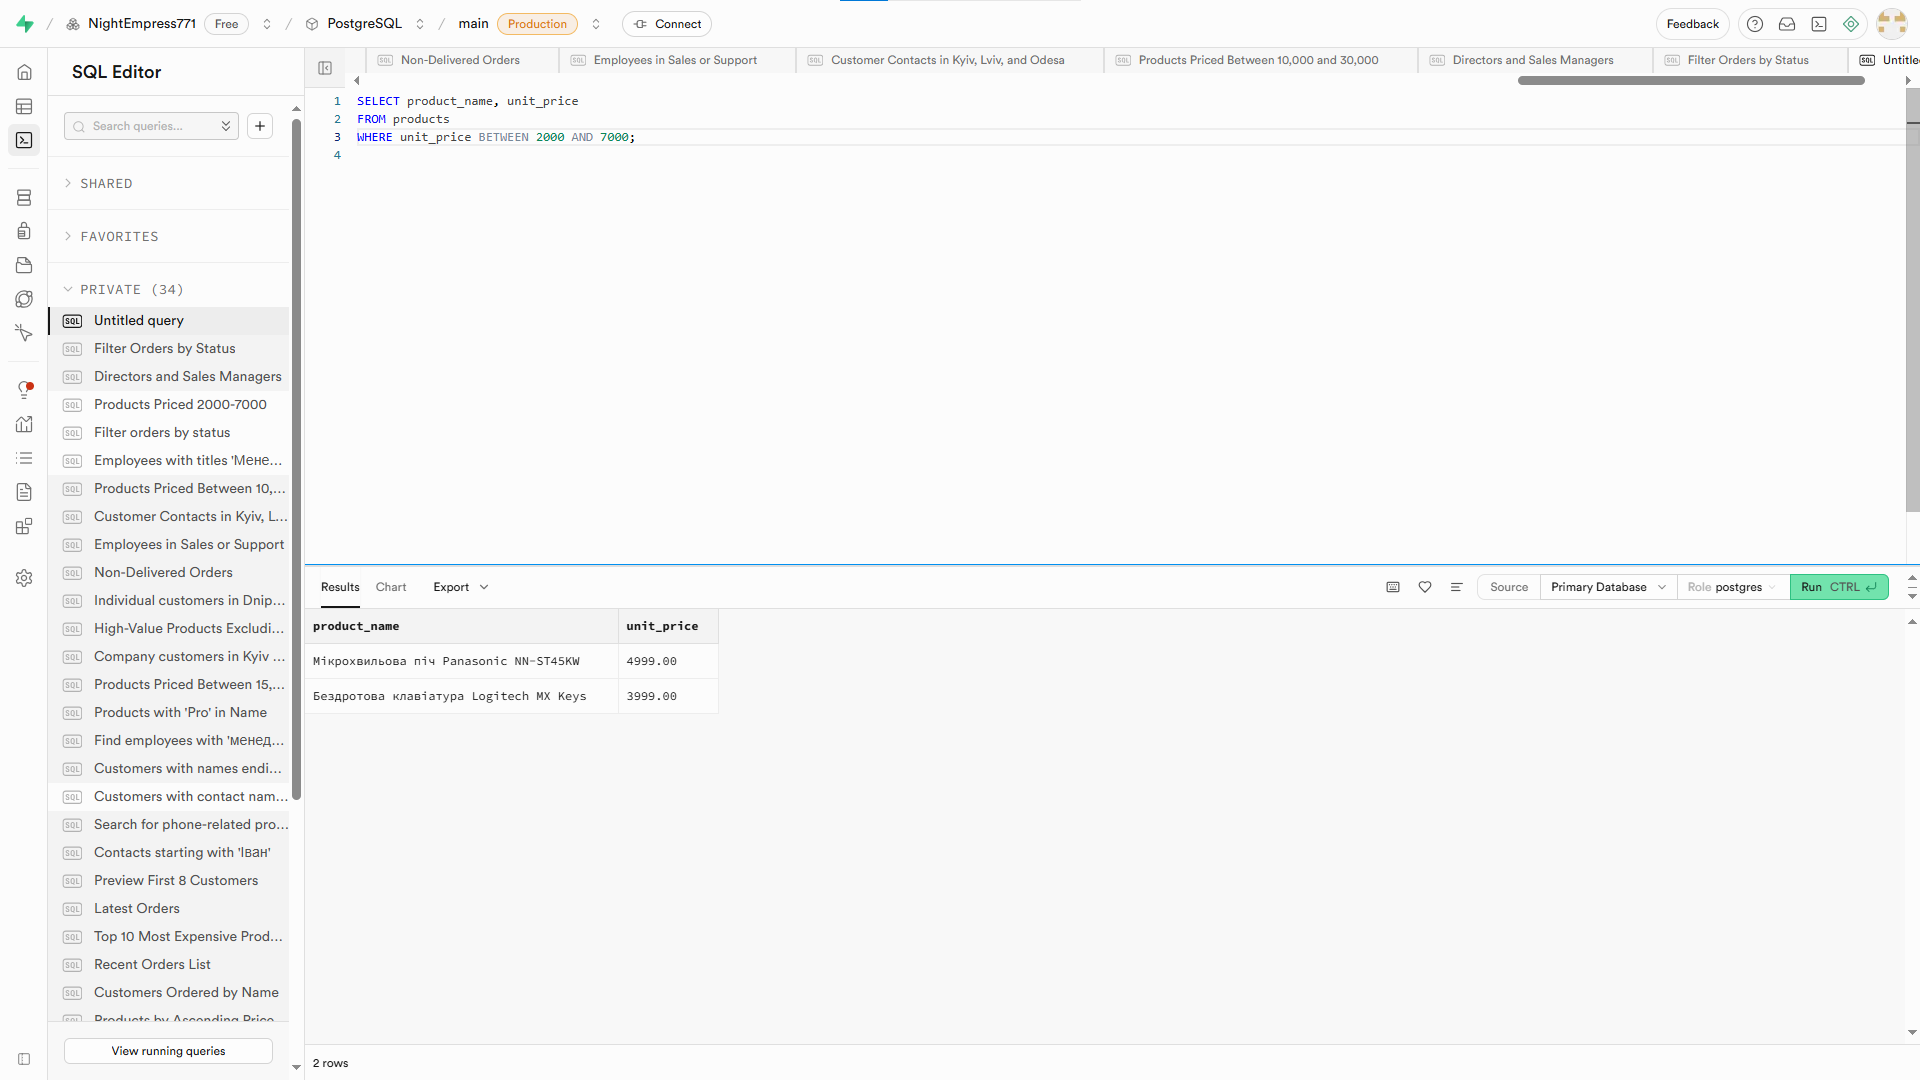 NightEmpress771 Free PostgreSQL main Production Connect Feedback
SQL Editor
Non-Delivered Orders
Employees in Sales or Support
Customer Contacts in Kyiv, Lviv, and Odesa
Products Priced Between 10,000 and 30,000
Directors and Sales Managers
Filter Orders by Status
Search queries...
SHARED
FAVORITES
PRIVATE (34)
SQL Untitled query
SQL Filter Orders by Status
SQL Directors and Sales Managers
SQL Products Priced 2000-7000
SQL Filter orders by status
SQL Employees with titles 'Мене...
SQL Products Priced Between 10,...
SQL Customer Contacts in Kyiv, L...
SQL Employees in Sales or Support
SQL Non-Delivered Orders
SQL Individual customers in Dnip...
SQL High-Value Products Excludi...
SQL Company customers in Kyiv ...
SQL Products Priced Between 15,...
SQL Products with 'Pro' in Name
SQL Find employees with 'менед...
SQL Customers with names endi...
SQL Customers with contact nam...
SQL Search for phone-related pro...
SQL Contacts starting with 'Іван'
SQL Preview First 8 Customers
SQL Latest Orders
SQL Top 10 Most Expensive Prod...
SQL Recent Orders List
SQL Customers Ordered by Name
SQL Products by Ascending Price
View running queries
1 SELECT product_name, unit_price
2 FROM products
3 WHERE unit_price BETWEEN 2000 AND 7000;
4
Results Chart Export Source Primary Database Role postgres Run CTRL
product_name unit_price
Мікрохвильова піч Panasonic NN-ST45KW 4999.00
Бездротова клавіатура Logitech MX Keys 3999.00
2 rows